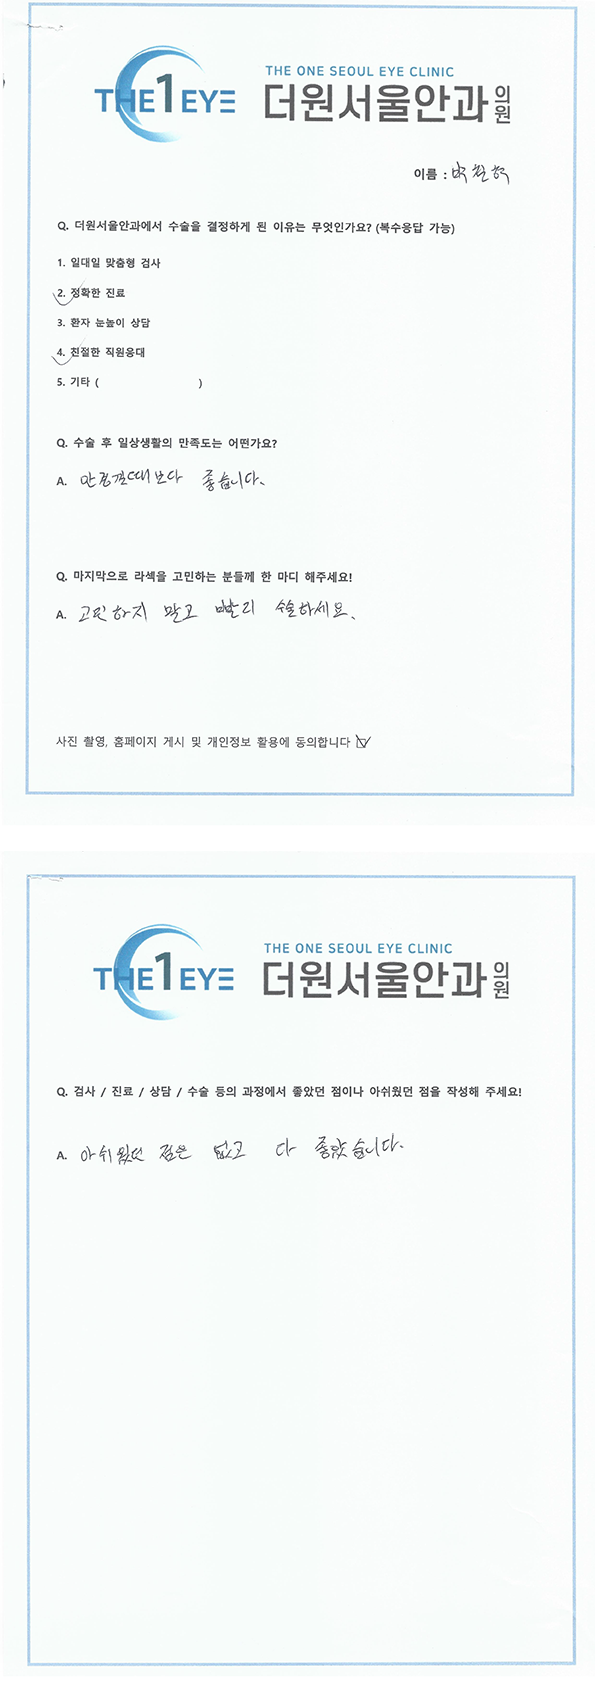 THE 1 EYE
THE ONE SEOUL EYE CLINIC
더원서울안과의원
이름 : 박찬혁
Q. 더원서울안과에서 수술을 결정하게 된 이유는 무엇인가요? (복수응답 가능)
1. 일대일 맞춤형 검사
2. 정확한 진료
3. 환자 눈높이 상담
4. 친절한 직원응대
5. 기타 ( )
Q. 수술 후 일상생활의 만족도는 어떤가요?
A. 안경낄때보다 좋습니다.
Q. 마지막으로 라섹을 고민하는 분들께 한 마디 해주세요!
A. 고민하지 말고 빨리 수술하세요.
사진 촬영, 홈페이지 게시 및 개인정보 활용에 동의합니다
THE 1 EYE
THE ONE SEOUL EYE CLINIC
더원서울안과의원
Q. 검사 / 진료 / 상담 / 수술 등의 과정에서 좋았던 점이나 아쉬웠던 점을 작성해 주세요!
A. 아쉬웠던 점은 없고 다 좋았습니다.